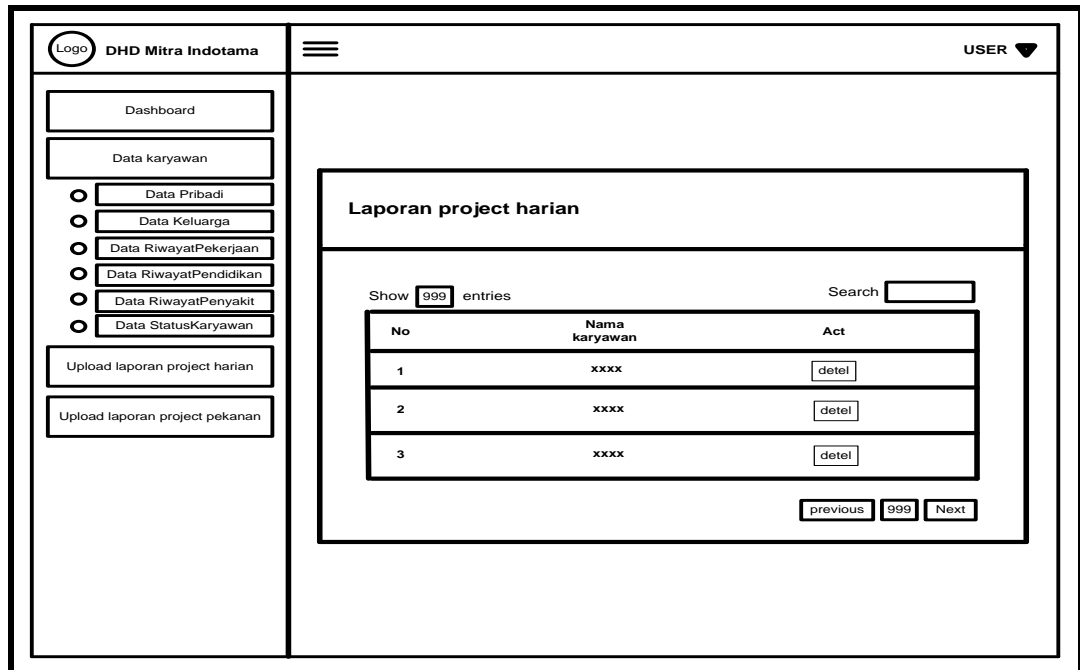 Logo
DHD Mitra Indotama
USER
Dashboard
Data karyawan
Data Pribadi
Data Keluarga
Data RiwayatPekerjaan
Data RiwayatPendidikan
Data RiwayatPenyakit
Data StatusKaryawan
Upload laporan project harian
Upload laporan project pekanan
Laporan project harian
Show 999 entries
Search
No
Nama
karyawan
Act
1 xxxx detel
2 xxxx detel
3 xxxx detel
previous 999 Next